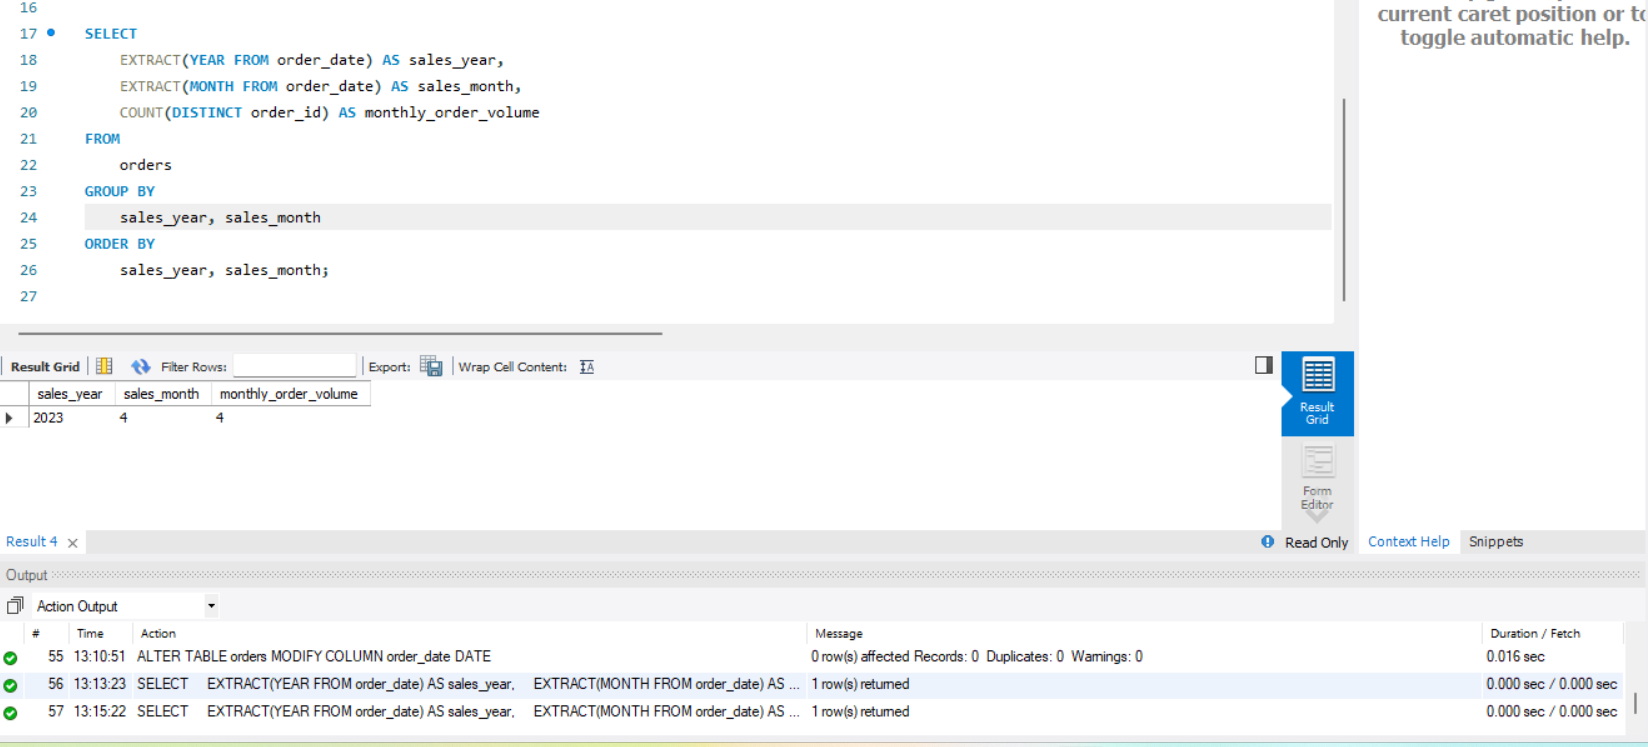 16
current caret position or to
toggle automatic help.
17 SELECT
18 EXTRACT(YEAR FROM order_date) AS sales_year,
19 EXTRACT(MONTH FROM order_date) AS sales_month,
20 COUNT(DISTINCT order_id) AS monthly_order_volume
21 FROM
22 orders
23 GROUP BY
24 sales_year, sales_month
25 ORDER BY
26 sales_year, sales_month;
27
Result Grid Filter Rows: Export: Wrap Cell Content: IA
sales_year sales_month monthly_order_volume
2023 4 4
Result
Grid
Form
Editor
Result 4 × Read Only Context Help Snippets
Output
Action Output
# Time Action Message Duration / Fetch
55 13:10:51 ALTER TABLE orders MODIFY COLUMN order_date DATE 0 row(s) affected Records: 0 Duplicates: 0 Warnings: 0 0.016 sec
56 13:13:23 SELECT EXTRACT(YEAR FROM order_date) AS sales_year, EXTRACT(MONTH FROM order_date) AS ... 1 row(s) returned 0.000 sec / 0.000 sec
57 13:15:22 SELECT EXTRACT(YEAR FROM order_date) AS sales_year, EXTRACT(MONTH FROM order_date) AS ... 1 row(s) returned 0.000 sec / 0.000 sec